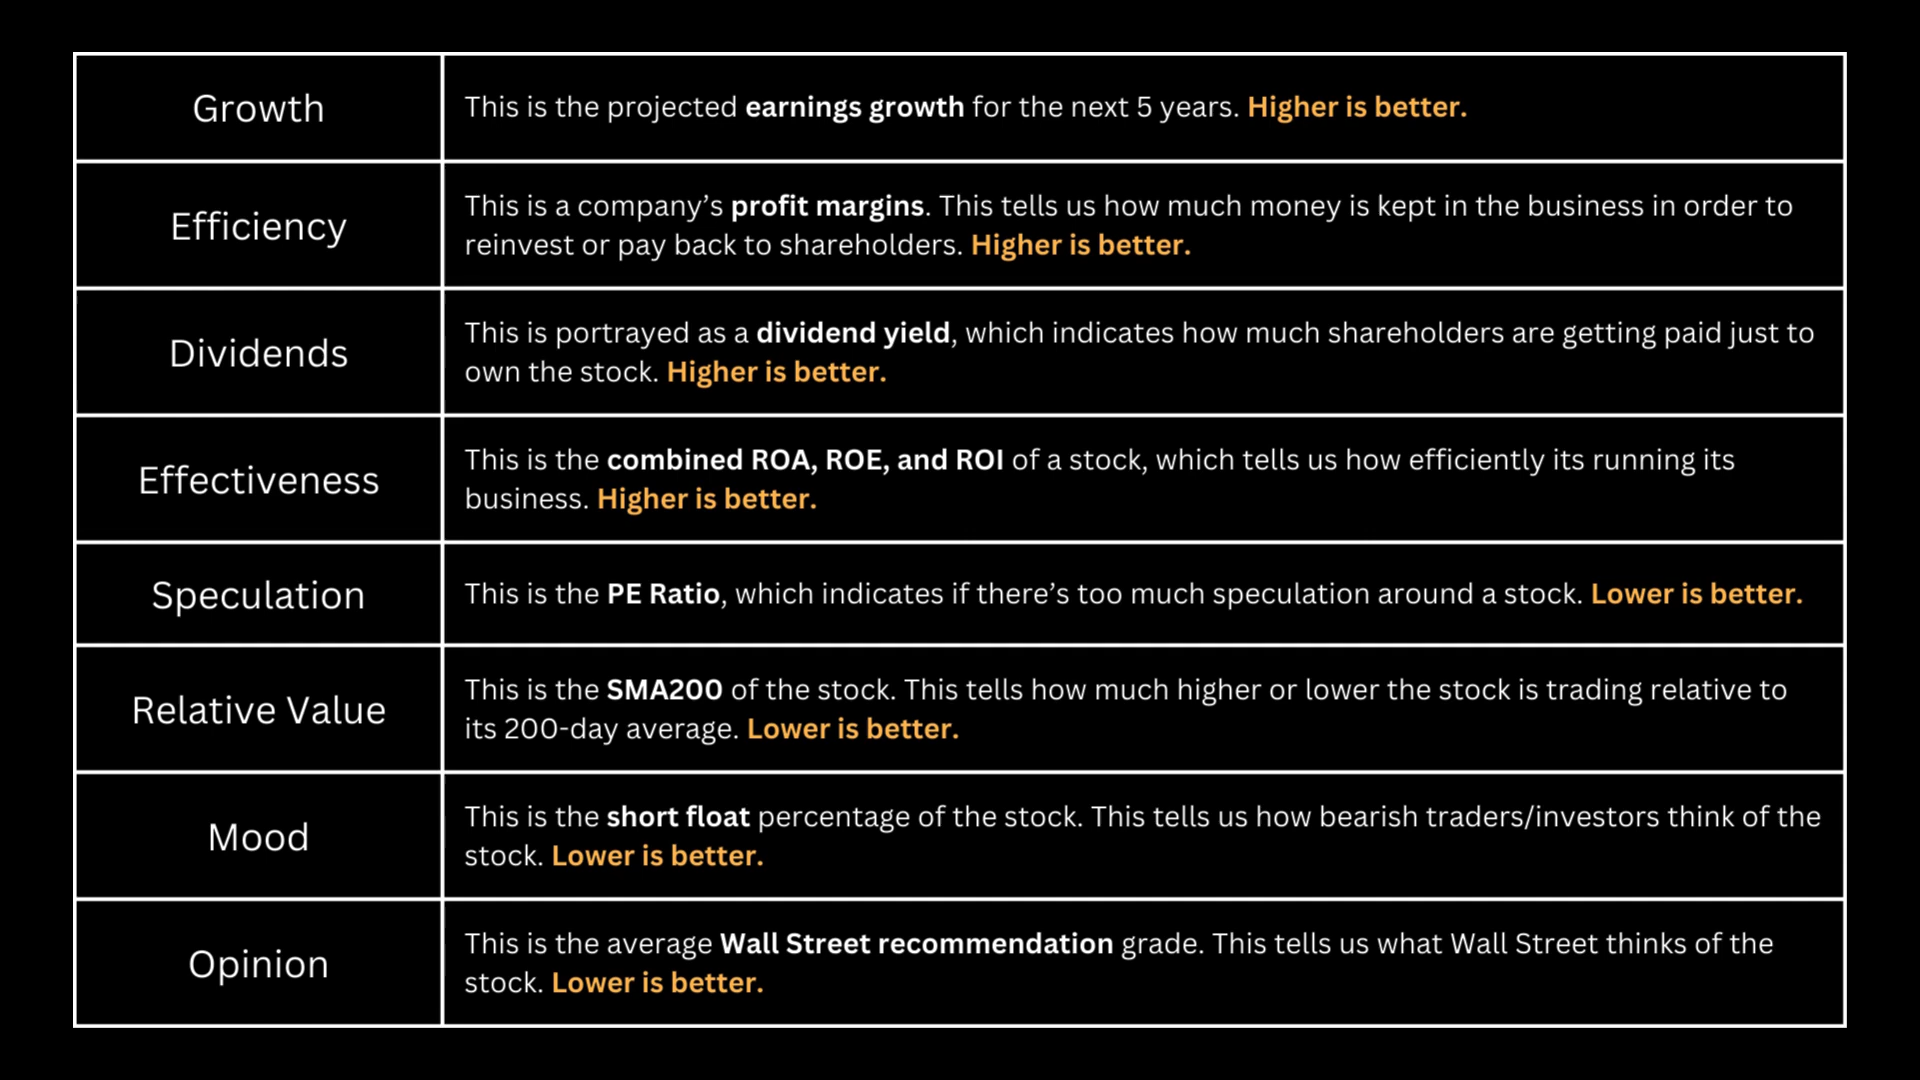 Growth
This is the projected earnings growth for the next 5 years. Higher is better.
Efficiency
This is a company’s profit margins. This tells us how much money is kept in the business in order to
reinvest or pay back to shareholders. Higher is better.
Dividends
This is portrayed as a dividend yield, which indicates how much shareholders are getting paid just to
own the stock. Higher is better.
Effectiveness
This is the combined ROA, ROE, and ROI of a stock, which tells us how efficiently its running its
business. Higher is better.
Speculation
This is the PE Ratio, which indicates if there’s too much speculation around a stock. Lower is better.
Relative Value
This is the SMA200 of the stock. This tells how much higher or lower the stock is trading relative to
its 200-day average. Lower is better.
Mood
This is the short float percentage of the stock. This tells us how bearish traders/investors think of the
stock. Lower is better.
Opinion
This is the average Wall Street recommendation grade. This tells us what Wall Street thinks of the
stock. Lower is better.